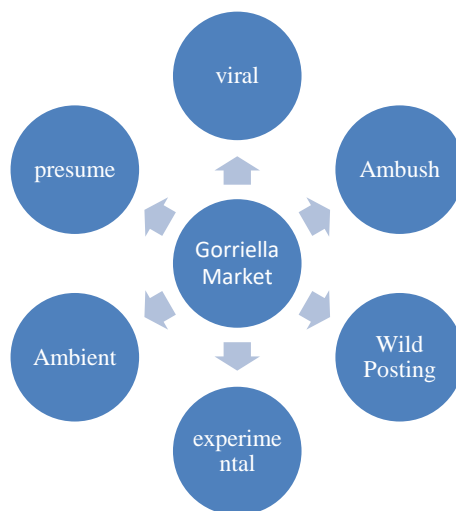 viral
presume
Ambush
Gorriella
Market
Ambient
Wild
Posting
experime
ntal